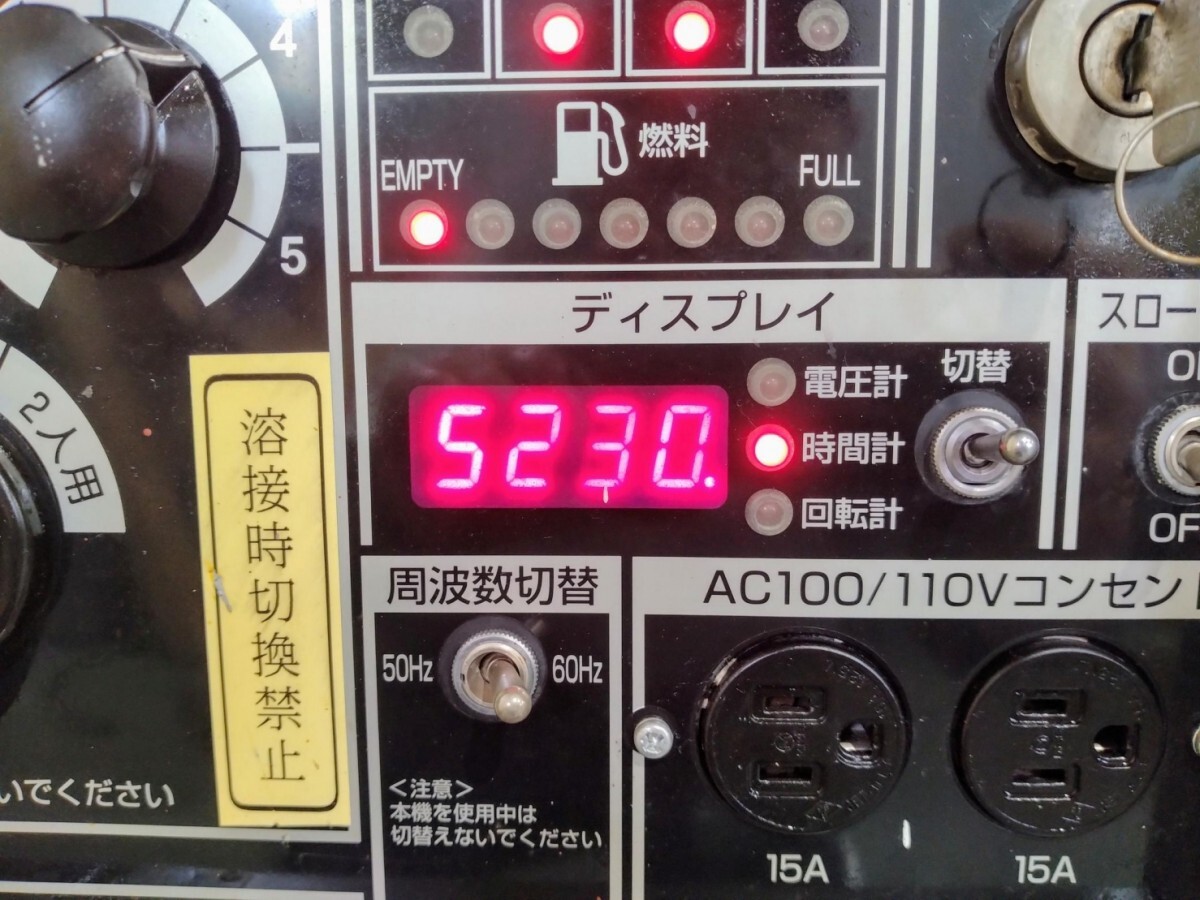 4
5
燃料
EMPTY
FULL
ディスプレイ
スロー
5230.
電圧計
時間計
回転計
切替
OFF
2人用
溶接時切換禁止
周波数切替
50Hz
60Hz
<注意>
本機を使用中は
切替えないでください
いでください
AC100/110Vコンセント
15A
15A